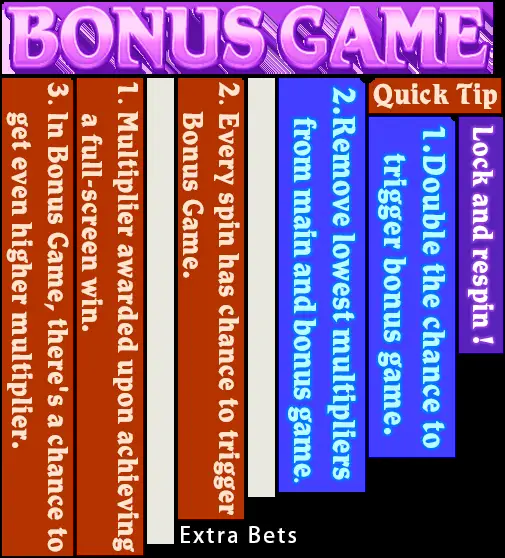 BONUS GAME
Quick Tip
3. In Bonus Game, there's a chance to
get even higher multiplier.
1. Multiplier awarded upon achieving
a full-screen win.
2. Every spin has chance to trigger
Bonus Game.
2.Remove lowest multipliers
from main and bonus game.
1.Double the chance to
trigger bonus game.
Lock and respin !
Extra Bets